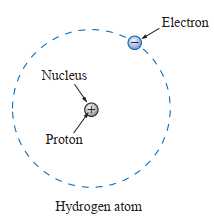 Electron
−
Nucleus
+
Proton
Hydrogen atom